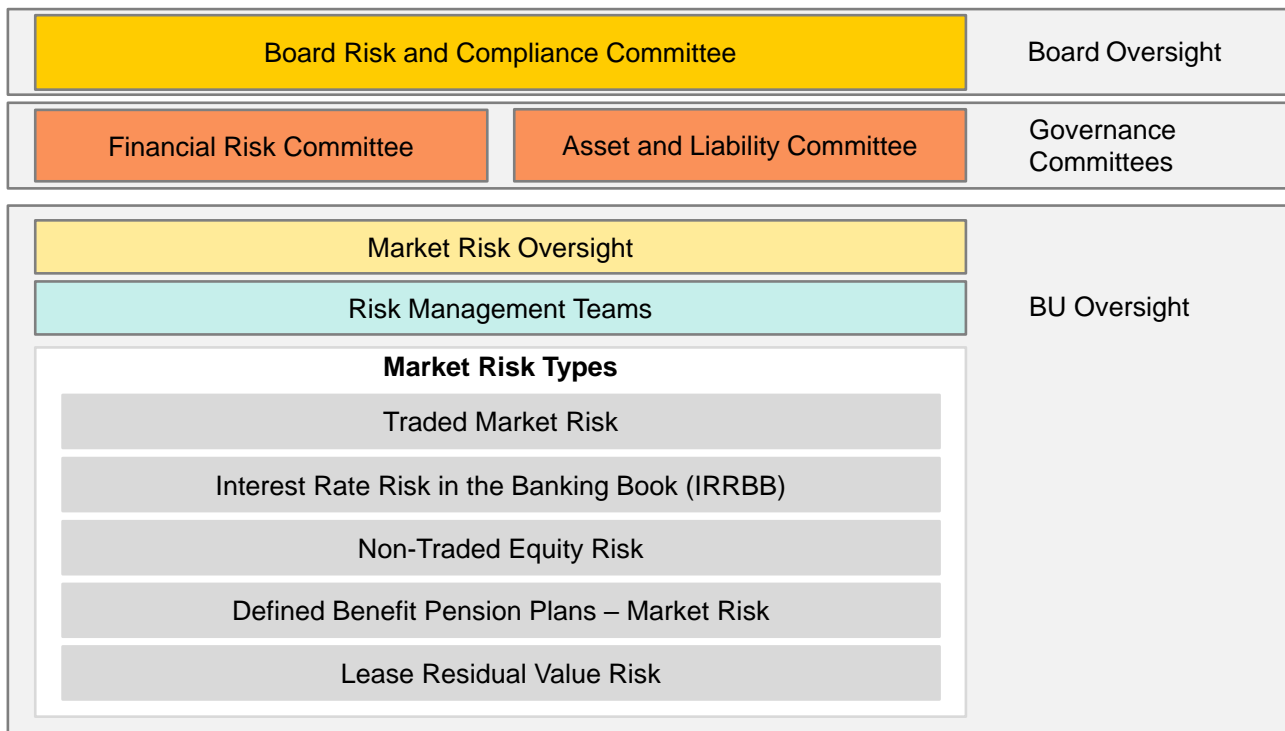 Board Risk and Compliance Committee
Board Oversight
Financial Risk Committee
Asset and Liability Committee
Governance
Committees
Market Risk Oversight
Risk Management Teams
BU Oversight
Market Risk Types
Traded Market Risk
Interest Rate Risk in the Banking Book (IRRBB)
Non-Traded Equity Risk
Defined Benefit Pension Plans – Market Risk
Lease Residual Value Risk